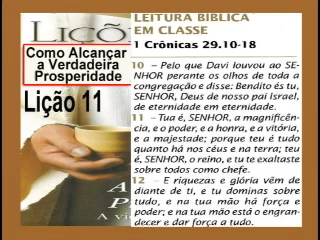 LIÇÕ
Como Alcançar
a Verdadeira
Prosperidade
Lição 11
A
P
A vi
LEITURA BÍBLICA
EM CLASSE
1 Crônicas 29.10-18
10 – Pelo que Davi louvou ao SE-
NHOR perante os olhos de toda a
congregação e disse: Bendito és tu,
SENHOR, Deus de nosso pai Israel,
de eternidade em eternidade.
11 – Tua é, SENHOR, a magnificên-
cia, e o poder, e a honra, e a vitória,
e a majestade; porque teu é tudo
quanto há nos céus e na terra; teu
é, SENHOR, o reino, e tu te exaltaste
sobre todos como chefe.
12 – E riquezas e glória vêm de
diante de ti, e tu dominas sobre
tudo, e na tua mão há força e
poder; e na tua mão está o engran-
decer e dar força a tudo.